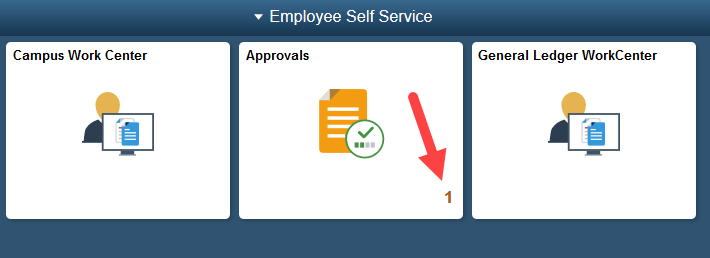 Employee Self Service
Campus Work Center
Approvals
General Ledger WorkCenter
1